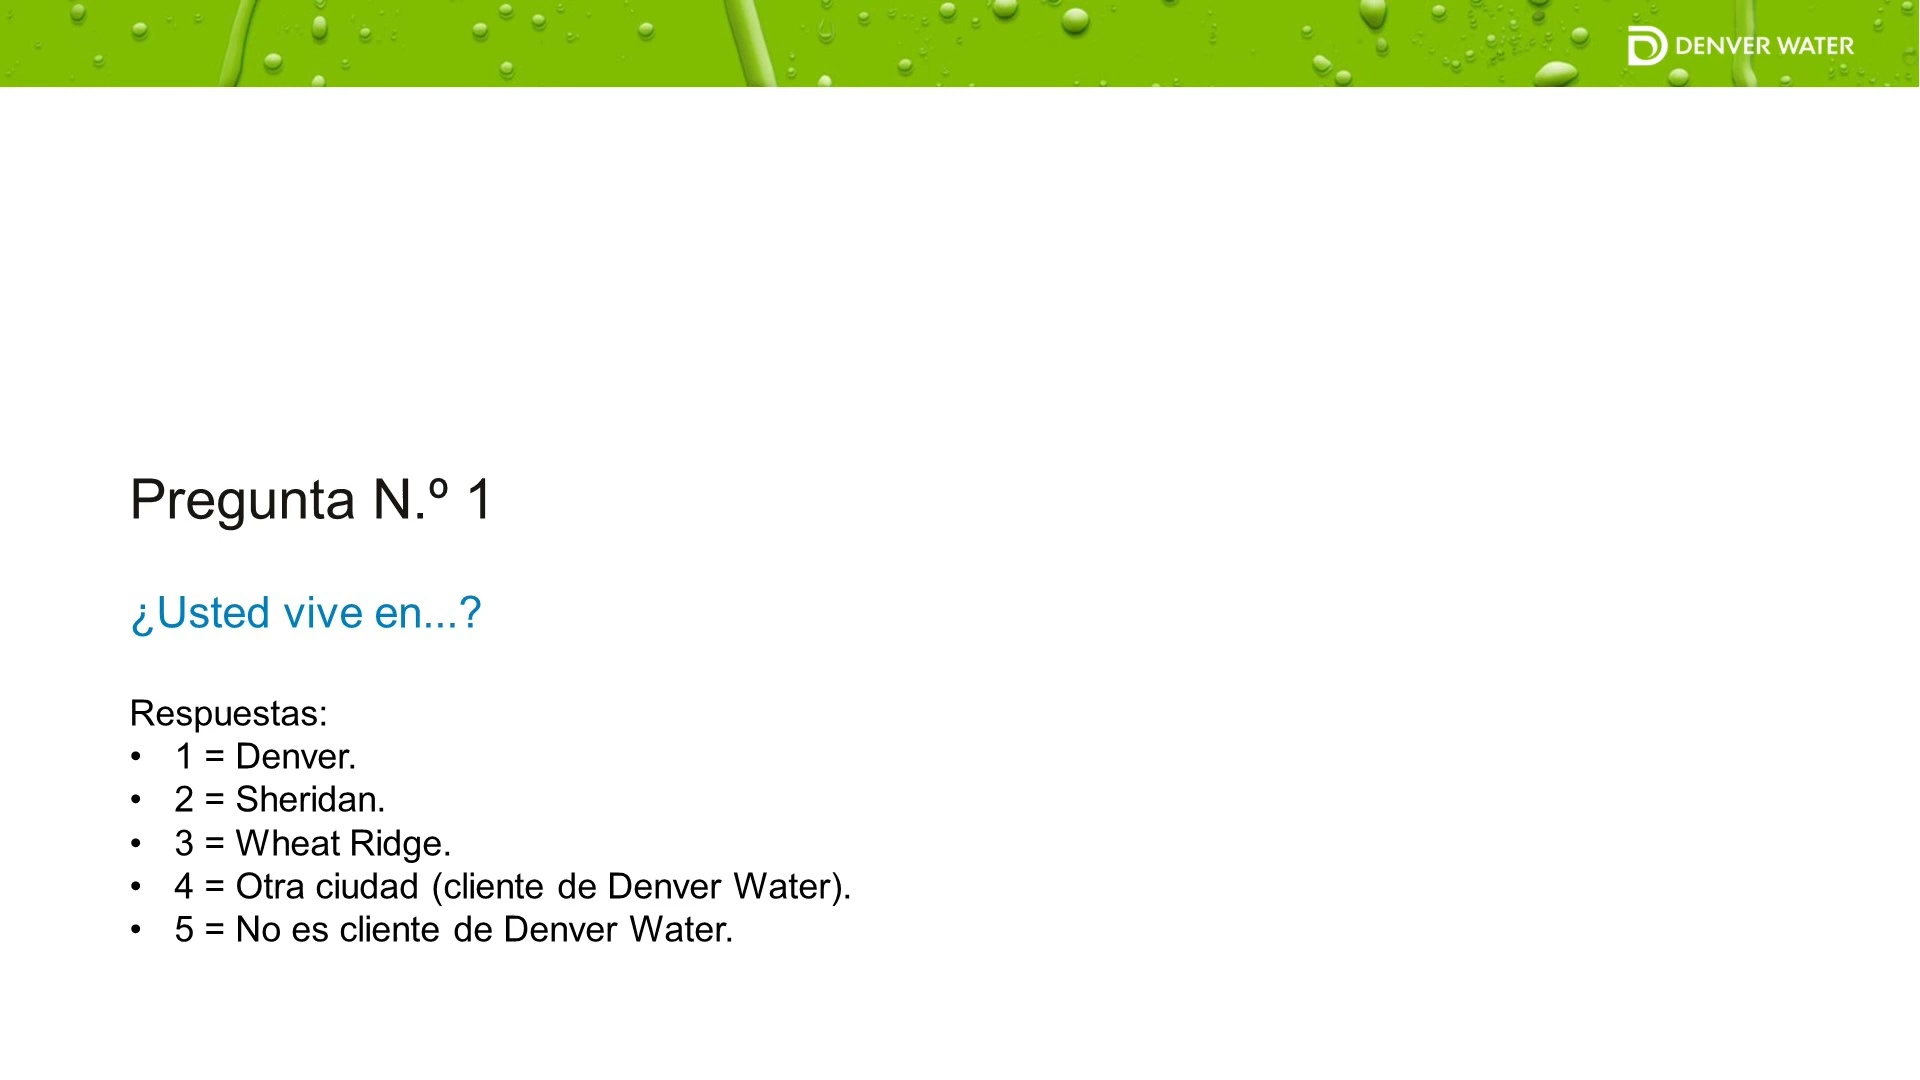 DENVER WATER
Pregunta N.º 1
¿Usted vive en...?
Respuestas:
• 1 = Denver.
• 2 = Sheridan.
• 3 = Wheat Ridge.
• 4 = Otra ciudad (cliente de Denver Water).
• 5 = No es cliente de Denver Water.